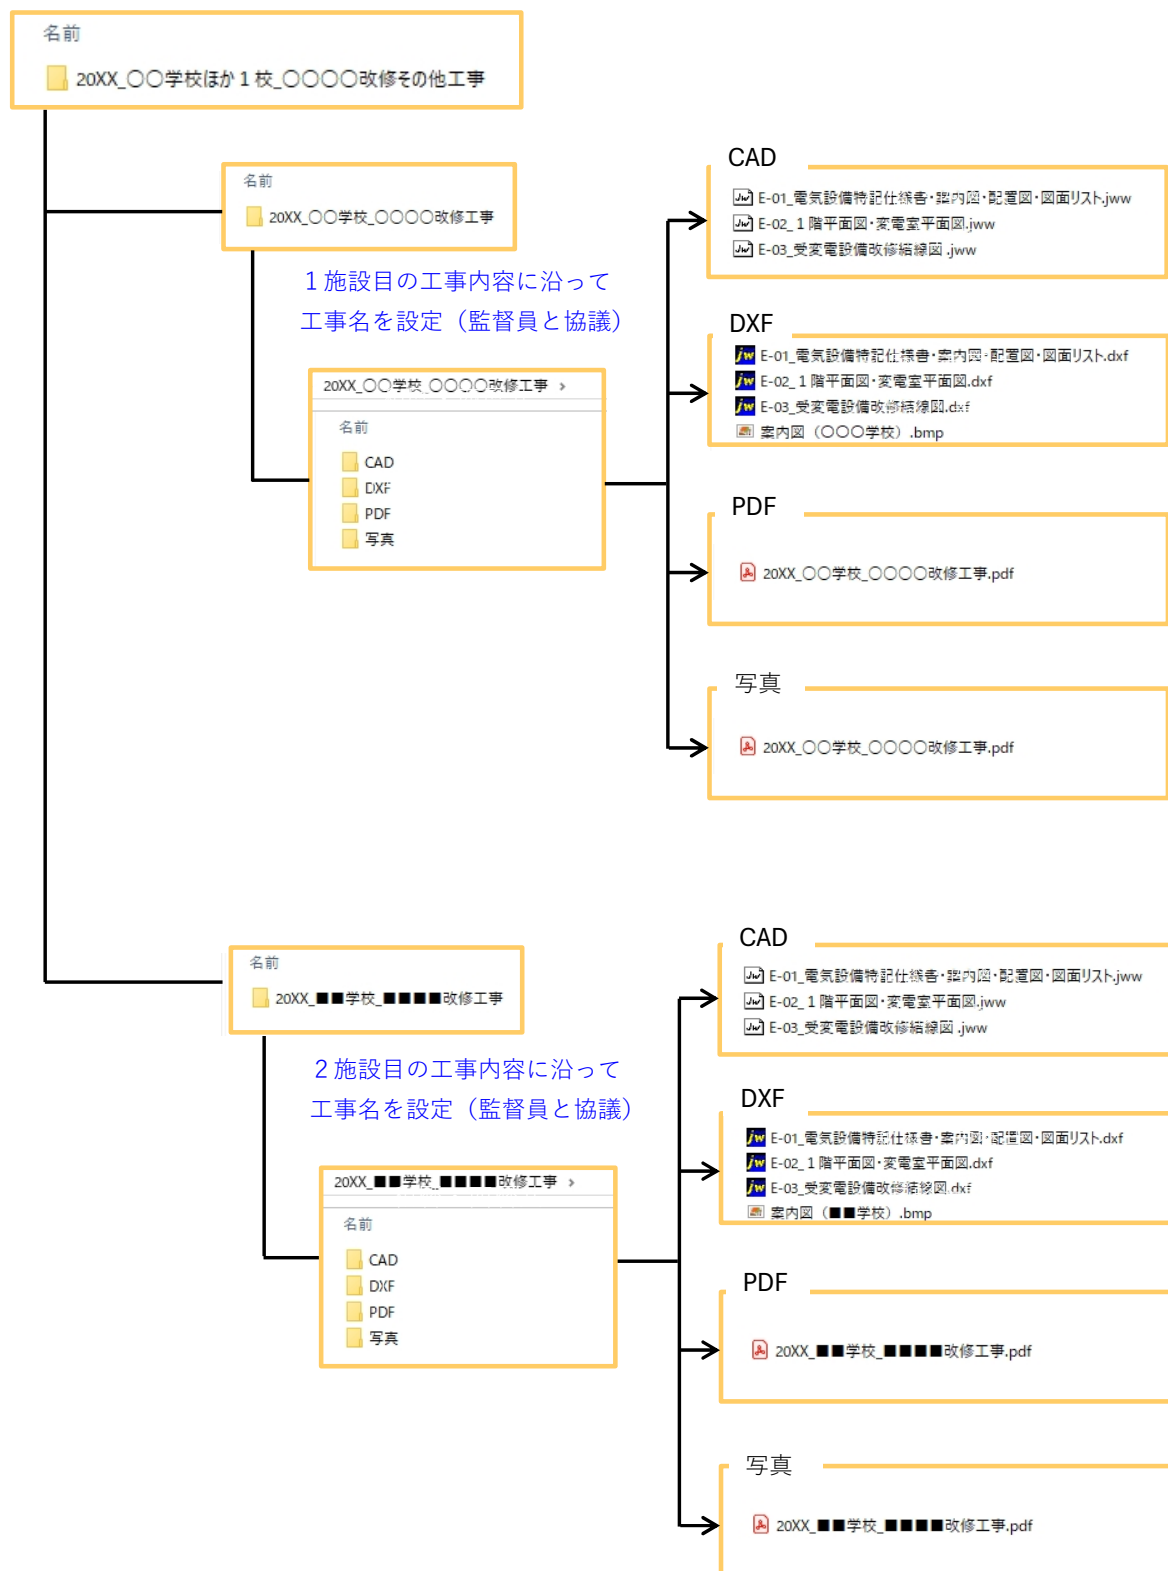 名前
20XX_〇〇学校ほか１校_〇〇〇〇改修その他工事
名前
20XX_〇〇学校_〇〇〇〇改修工事
１施設目の工事内容に沿って
工事名を設定（監督員と協議）
20XX_〇〇学校_〇〇〇〇改修工事 ›
名前
CAD
DXF
PDF
写真
CAD
E-01_電気設備特記仕様書・案内図・配置図・図面リスト.jww
E-02_１階平面図・変電室平面図.jww
E-03_受変電設備改修結線図.jww
DXF
E-01_電気設備特記仕様書・案内図・配置図・図面リスト.dxf
E-02_１階平面図・変電室平面図.dxf
E-03_受変電設備改修結線図.dxf
案内図（〇〇〇学校）.bmp
PDF
20XX_〇〇学校_〇〇〇〇改修工事.pdf
写真
20XX_〇〇学校_〇〇〇〇改修工事.pdf
名前
20XX_■■学校_■■■■改修工事
２施設目の工事内容に沿って
工事名を設定（監督員と協議）
20XX_■■学校_■■■■改修工事 ›
名前
CAD
DXF
PDF
写真
CAD
E-01_電気設備特記仕様書・案内図・配置図・図面リスト.jww
E-02_１階平面図・変電室平面図.jww
E-03_受変電設備改修結線図.jww
DXF
E-01_電気設備特記仕様書・案内図・配置図・図面リスト.dxf
E-02_１階平面図・変電室平面図.dxf
E-03_受変電設備改修結線図.dxf
案内図（■■学校）.bmp
PDF
20XX_■■学校_■■■■改修工事.pdf
写真
20XX_■■学校_■■■■改修工事.pdf